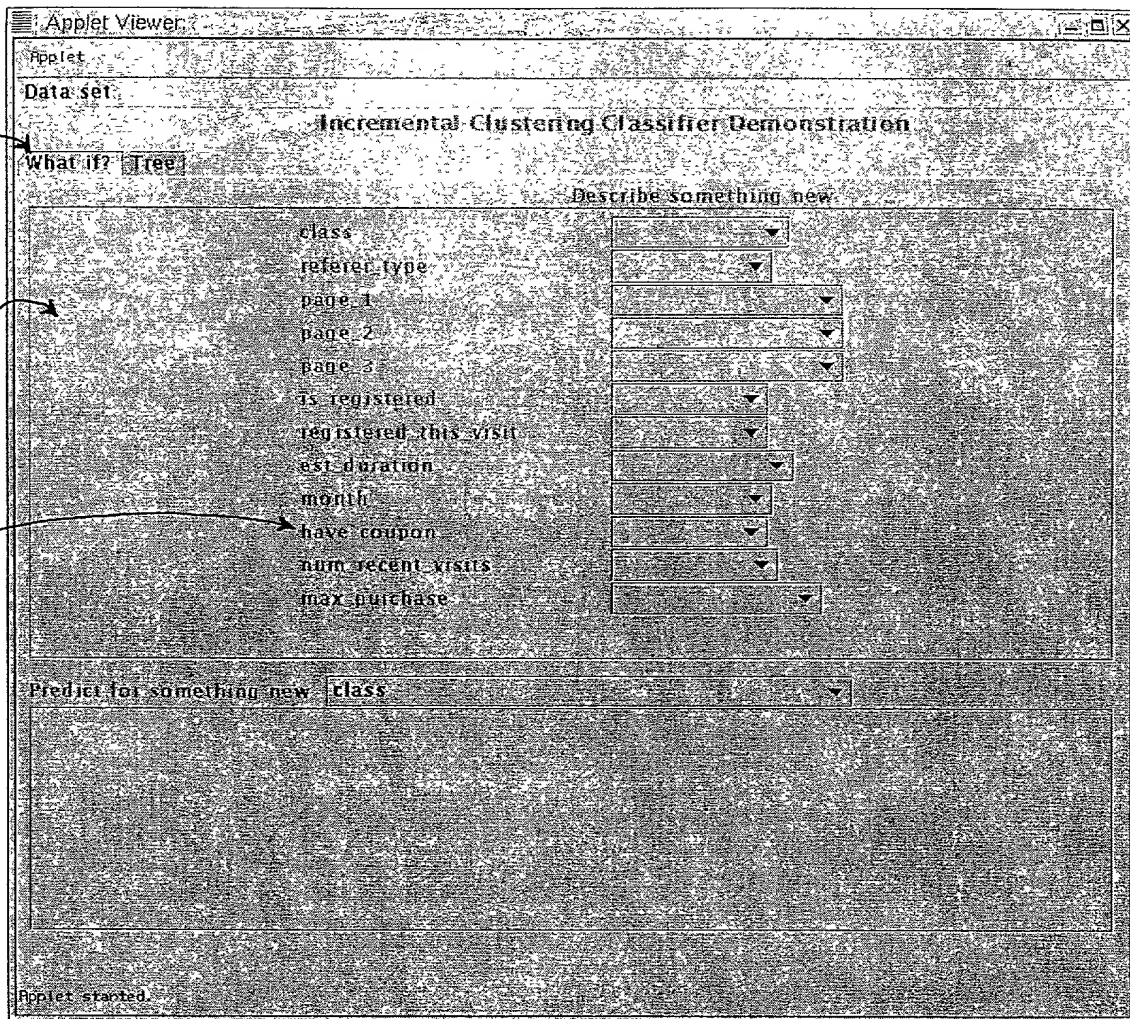 Applet Viewer:
Applet
Data set
Incremental Clustering Classifier Demonstration
What if? Tree
Describe something new
class
referer_type
page_1
page_2
page_3
is_registered
registered_this_visit
est_duration
month
have_coupon
num_recent_visits
max_purchase
Predict for something new class
Applet started.